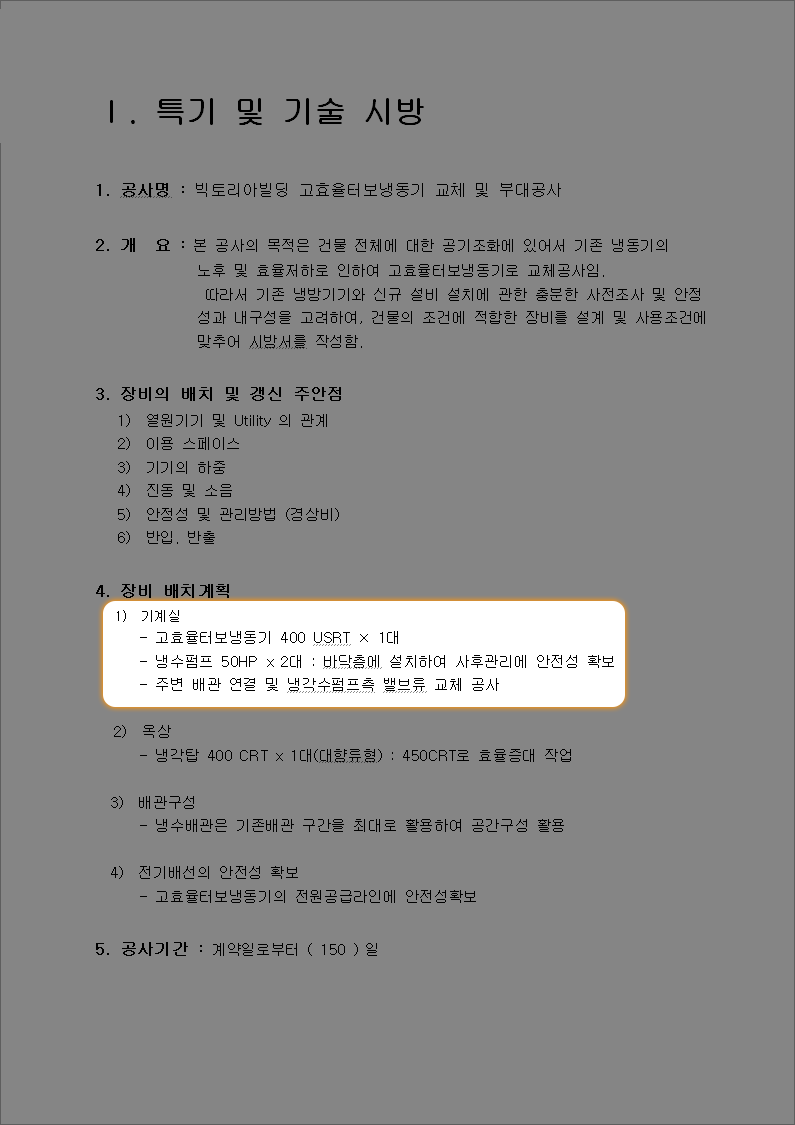 Ⅰ. 특기 및 기술 시방
1. 공사명 : 빅토리아빌딩 고효율터보냉동기 교체 및 부대공사
2. 개 요 : 본 공사의 목적은 건물 전체에 대한 공기조화에 있어서 기존 냉동기의
노후 및 효율저하로 인하여 고효율터보냉동기로 교체공사임.
따라서 기존 냉방기기와 신규 설비 설치에 관한 충분한 사전조사 및 안정
성과 내구성을 고려하여, 건물의 조건에 적합한 장비를 설계 및 사용조건에
맞추어 시방서를 작성함.
3. 장비의 배치 및 갱신 주안점
1) 열원기기 및 Utility 의 관계
2) 이용 스페이스
3) 기기의 하중
4) 진동 및 소음
5) 안정성 및 관리방법 (경상비)
6) 반입, 반출
4. 장비 배치계획
1) 기계실
- 고효율터보냉동기 400 USRT × 1대
- 냉수펌프 50HP x 2대 : 바닥층에 설치하여 사후관리에 안전성 확보
- 주변 배관 연결 및 냉각수펌프측 밸브류 교체 공사
2) 옥상
- 냉각탑 400 CRT x 1대(대향류형) : 450CRT로 효율증대 작업
3) 배관구성
- 냉수배관은 기존배관 구간을 최대로 활용하여 공간구성 활용
4) 전기배선의 안전성 확보
- 고효율터보냉동기의 전원공급라인에 안전성확보
5. 공사기간 : 계약일로부터 ( 150 ) 일